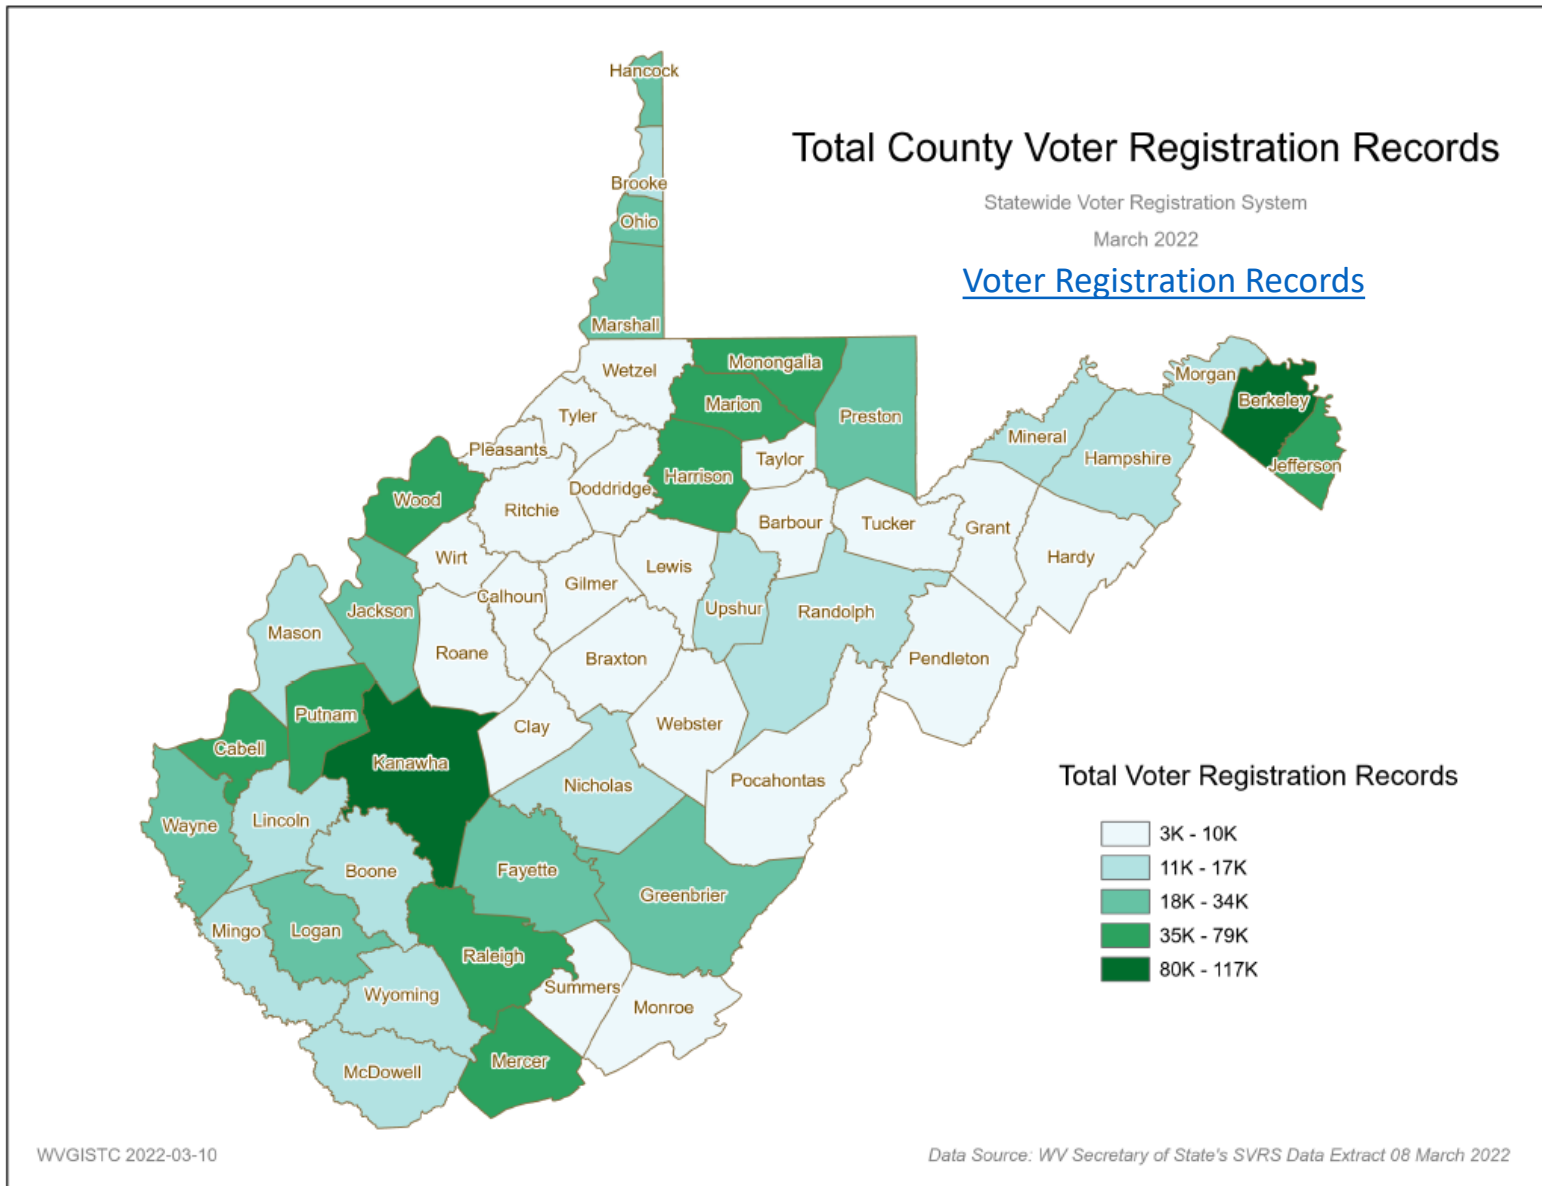 Hancock
Total County Voter Registration Records
Brooke
Statewide Voter Registration System
Ohio
March 2022
Voter Registration Records
Marshall
Wetzel
Monongalia
Morgan
Berkeley
Marion
Tyler
Preston
Mineral
Pleasants
Taylor
Hampshire
Jefferson
Harrison
Doddridge
Wood
Ritchie
Barbour
Tucker
Grant
Hardy
Wirt
Lewis
Gilmer
Calhoun
Jackson
Upshur
Randolph
Mason
Roane
Braxton
Pendleton
Putnam
Clay
Webster
Cabell
Kanawha
Nicholas
Pocahontas
Total Voter Registration Records
Wayne
Lincoln
3K - 10K
Boone
Fayette
11K - 17K
Greenbrier
18K - 34K
Mingo
Logan
35K - 79K
Raleigh
80K - 117K
Summers
Wyoming
Monroe
Mercer
McDowell
WVGISTC 2022-03-10
Data Source: WV Secretary of State's SVRS Data Extract 08 March 2022